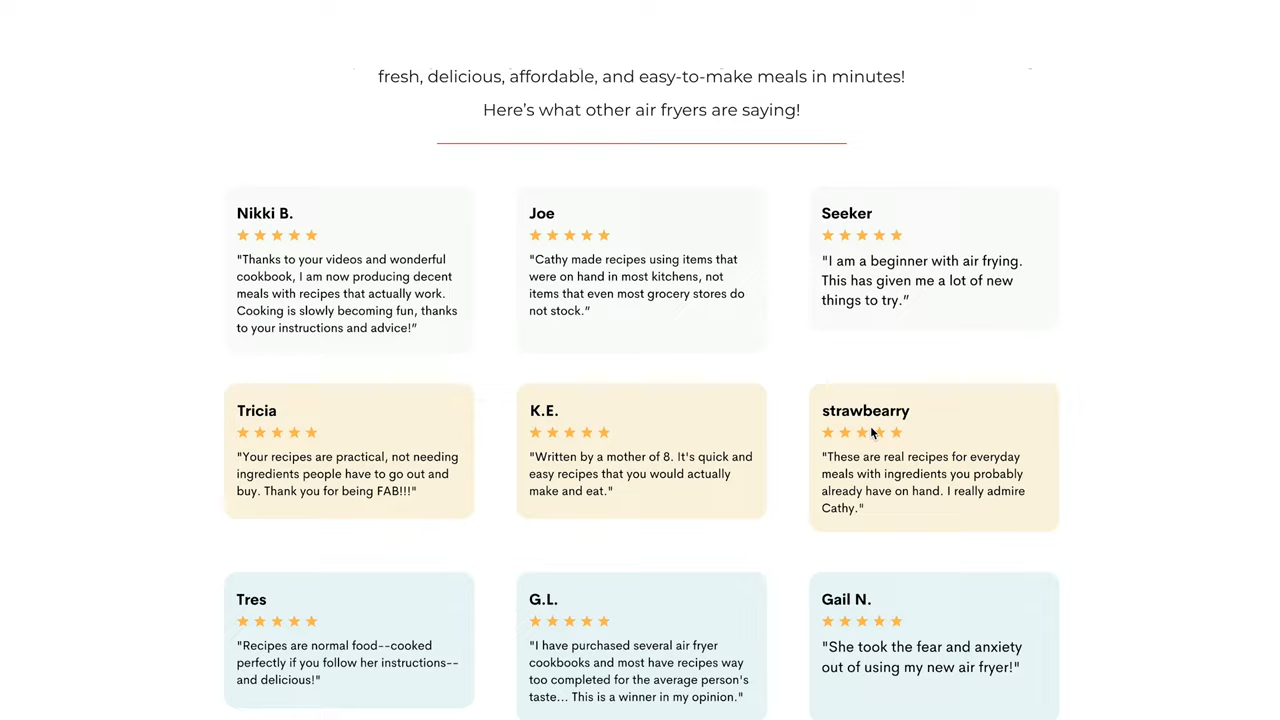 fresh, delicious, affordable, and easy-to-make meals in minutes!
Here’s what other air fryers are saying!
Nikki B.
"Thanks to your videos and wonderful
cookbook, I am now producing decent
meals with recipes that actually work.
Cooking is slowly becoming fun, thanks
to your instructions and advice!”
Joe
"Cathy made recipes using items that
were on hand in most kitchens, not
items that even most grocery stores do
not stock.”
Seeker
"I am a beginner with air frying.
This has given me a lot of new
things to try.”
Tricia
"Your recipes are practical, not needing
ingredients people have to go out and
buy. Thank you for being FAB!!!"
K.E.
"Written by a mother of 8. It's quick and
easy recipes that you would actually
make and eat."
strawbearry
"These are real recipes for everyday
meals with ingredients you probably
already have on hand. I really admire
Cathy."
Tres
"Recipes are normal food--cooked
perfectly if you follow her instructions--
and delicious!"
G.L.
"I have purchased several air fryer
cookbooks and most have recipes way
too completed for the average person's
taste... This is a winner in my opinion."
Gail N.
"She took the fear and anxiety
out of using my new air fryer!"